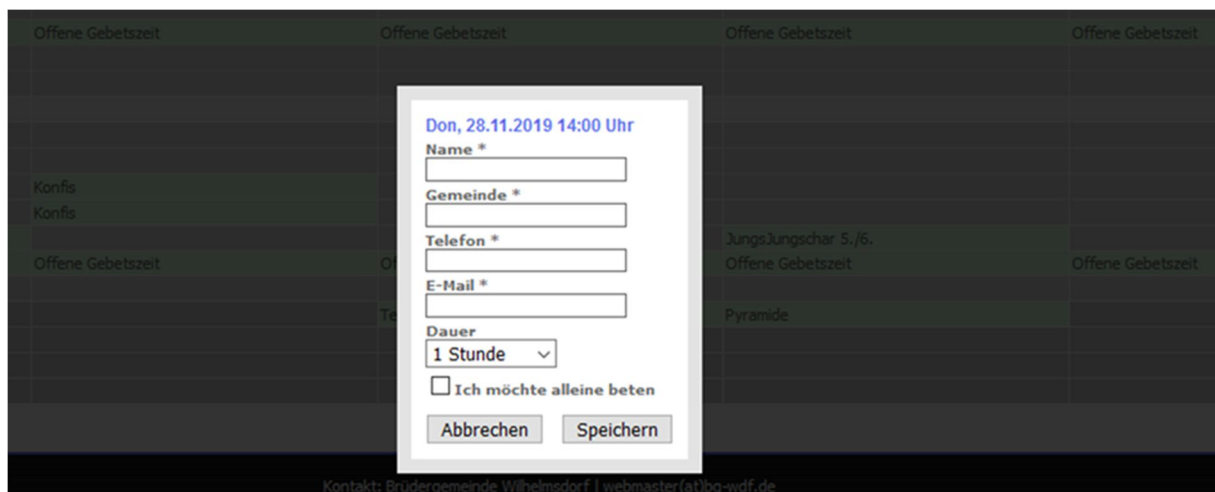 Offene Gebetszeit Offene Gebetszeit Offene Gebetszeit Offene Gebetszeit
Don, 28.11.2019 14:00 Uhr
Name *
Gemeinde *
Telefon *
E-Mail *
Dauer
1 Stunde
Ich möchte alleine beten
Abbrechen Speichern
Konfis
Konfis
JungsJungschar 5./6.
Offene Gebetszeit Of Offene Gebetszeit Offene Gebetszeit
Te Pyramide
Kontakt: Brüdergemeinde Wilhelmsdorf | webmaster(at)bg-wdf.de